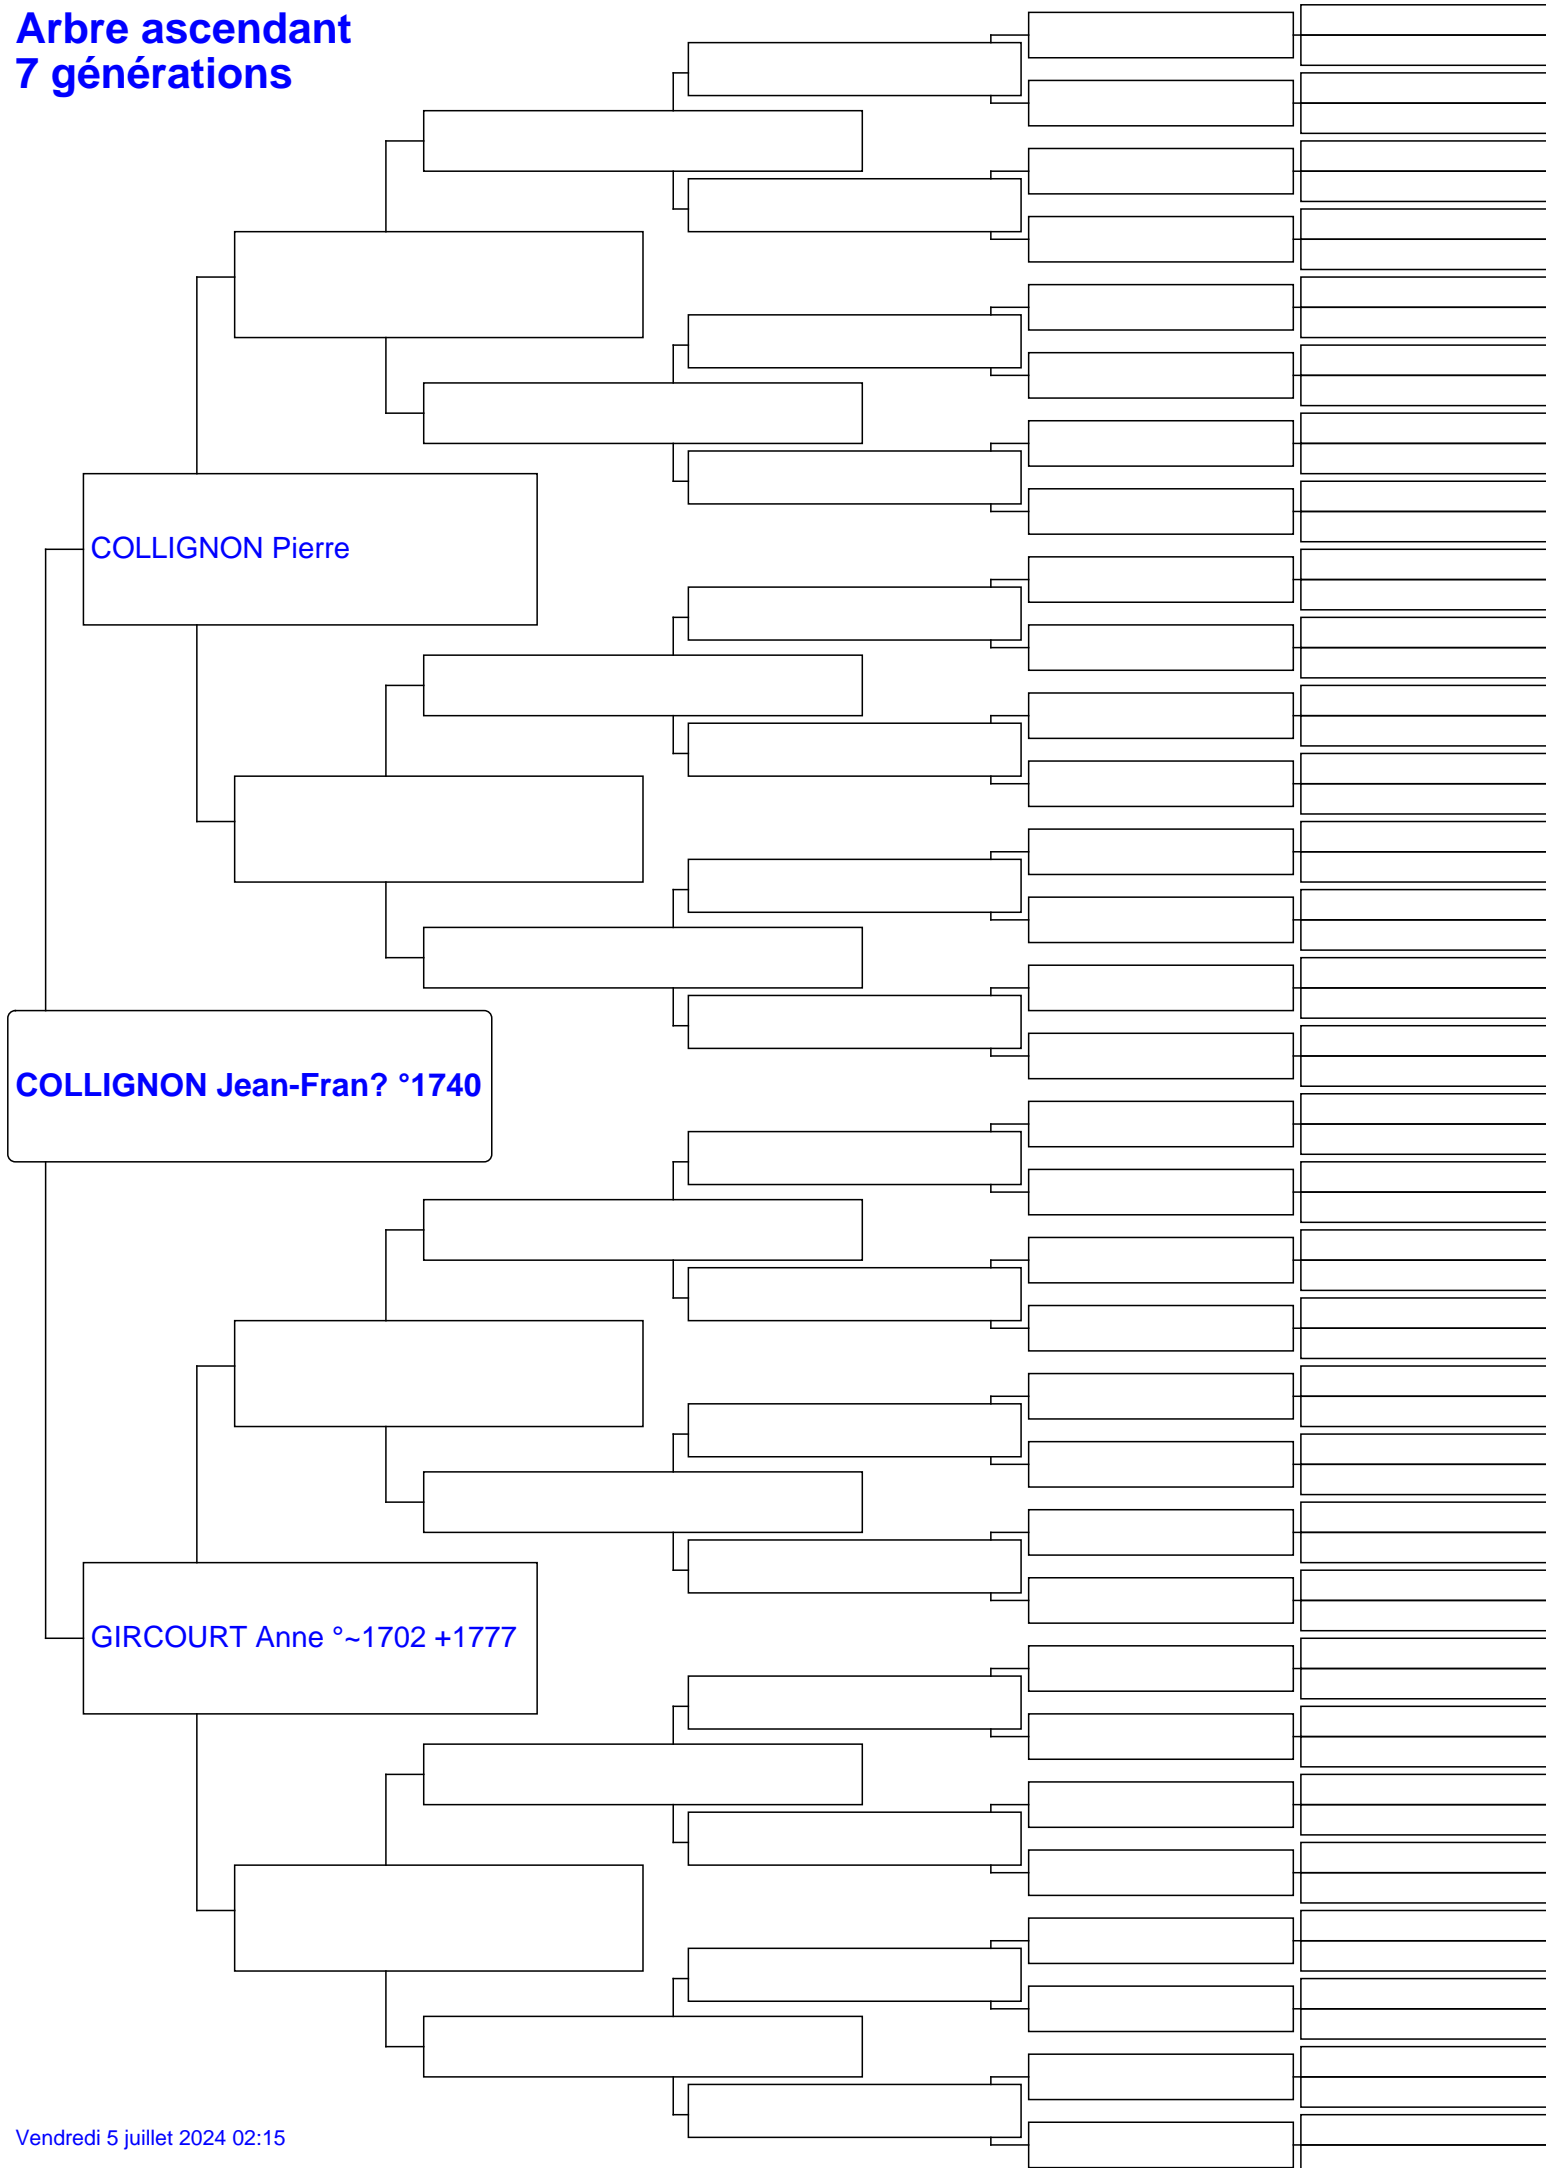 Arbre ascendant
7 générations
COLLIGNON Pierre
COLLIGNON Jean-Fran? °1740
GIRCOURT Anne °~1702 +1777
Vendredi 5 juillet 2024 02:15